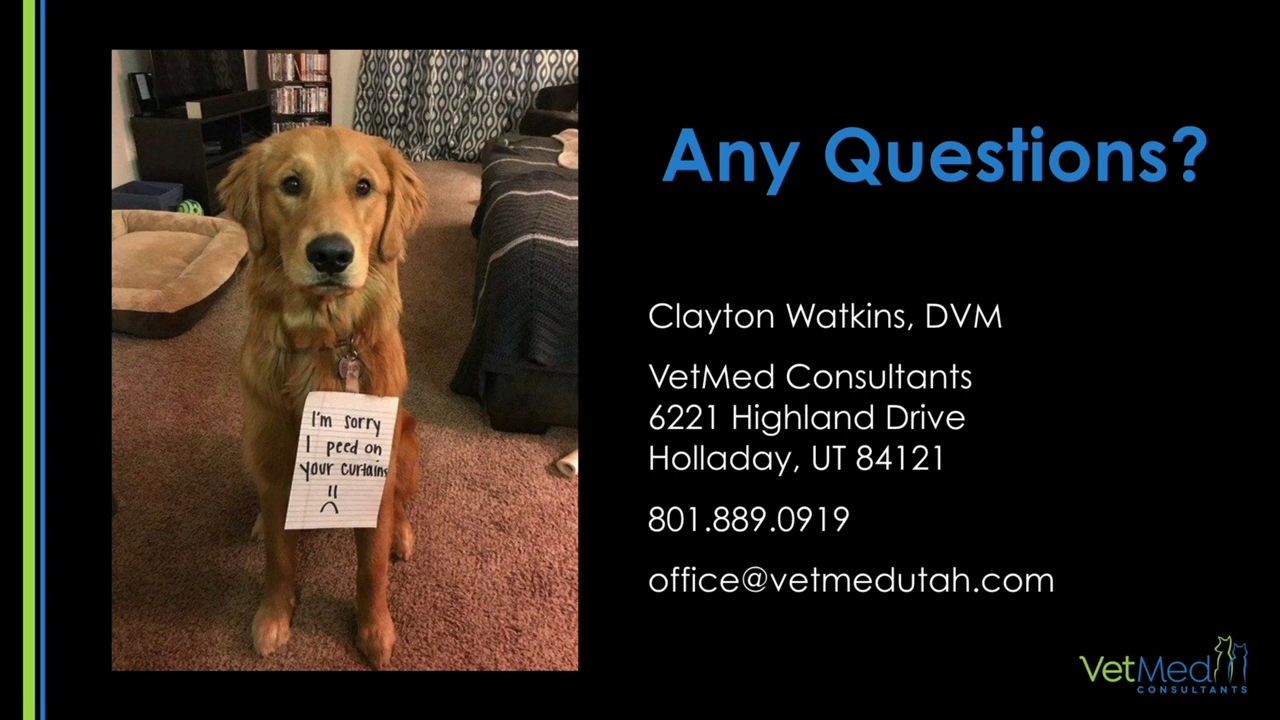 Any Questions?
I'm sorry
I peed on
your curtains
Clayton Watkins, DVM
VetMed Consultants
6221 Highland Drive
Holladay, UT 84121
801.889.0919
office@vetmedutah.com
VetMed
CONSULTANTS